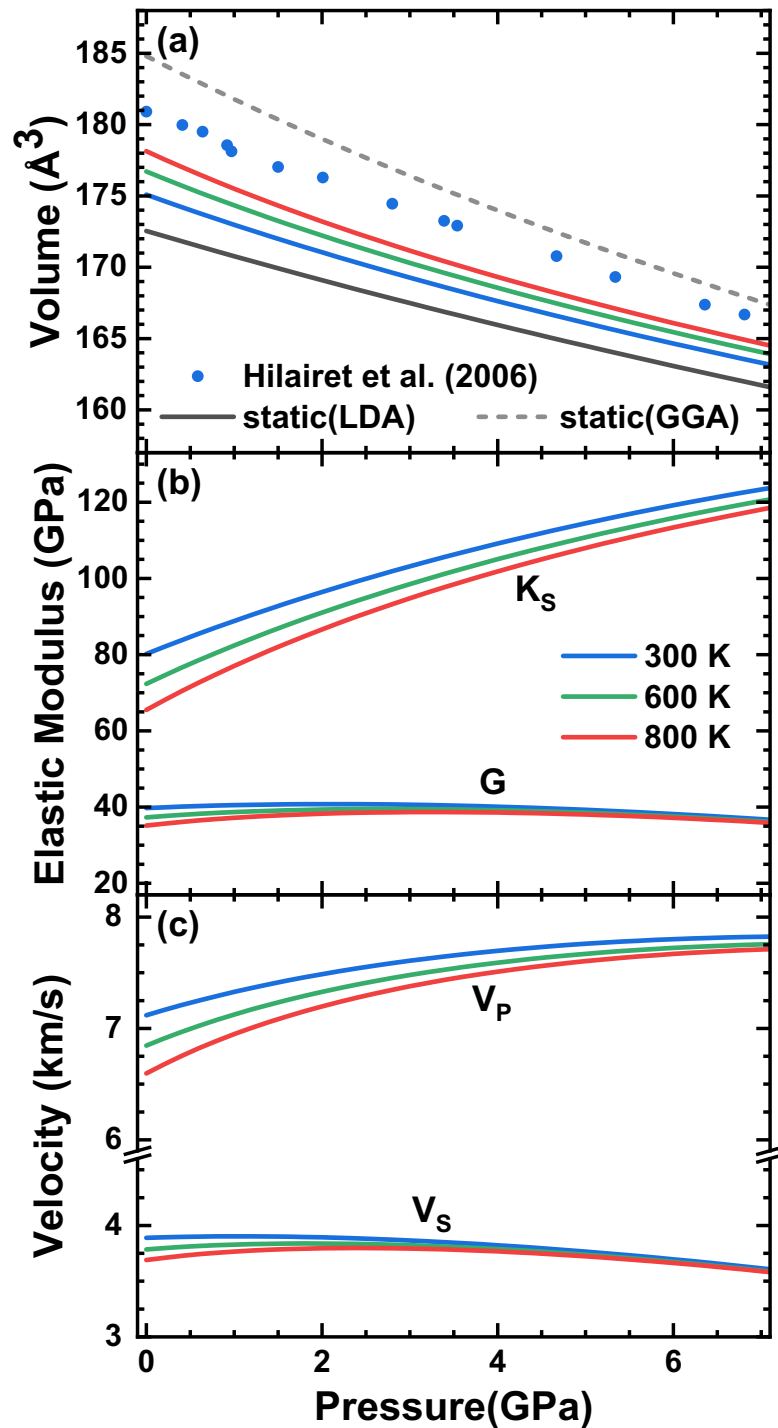 (a)
185
180
175
170
165
160
Volume (Å³)
Hilairet et al. (2006)
static(LDA) static(GGA)
(b)
120
100
80
60
40
20
Elastic Modulus (GPa)
K_S
300 K
600 K
800 K
G
(c)
8
7
6
4
3
Velocity (km/s)
V_P
V_S
0 2 4 6
Pressure(GPa)